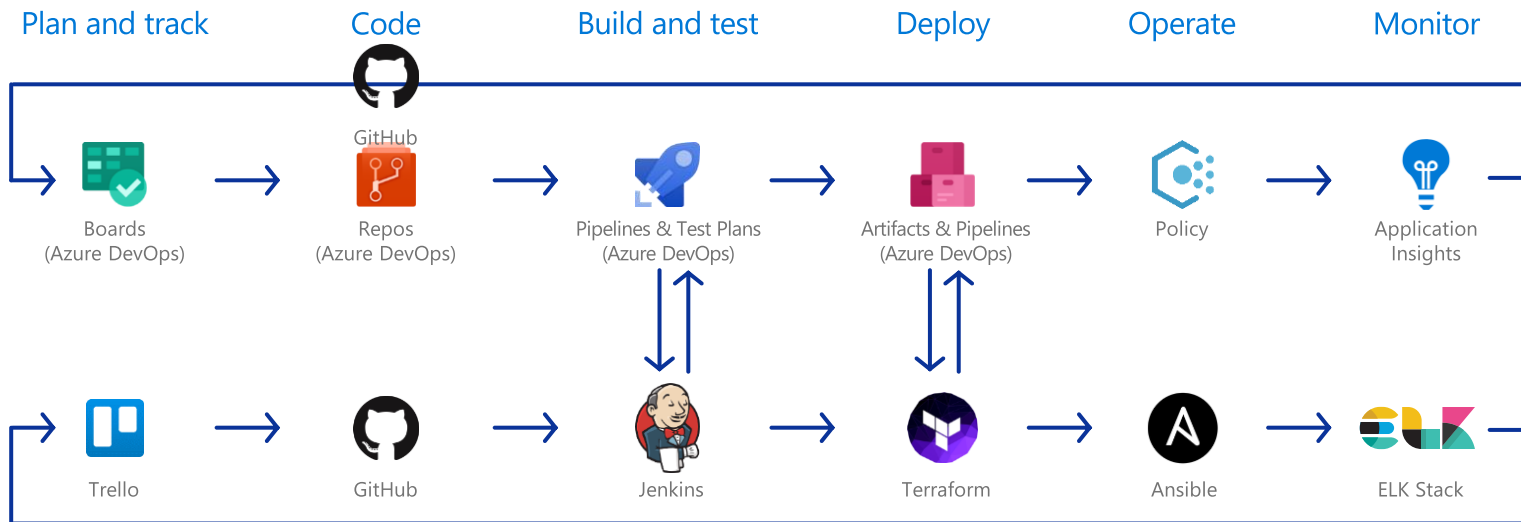 Plan and track
Code
Build and test
Deploy
Operate
Monitor
GitHub
Boards
(Azure DevOps)
Repos
(Azure DevOps)
Pipelines & Test Plans
(Azure DevOps)
Artifacts & Pipelines
(Azure DevOps)
Policy
Application
Insights
Trello
GitHub
Jenkins
Terraform
Ansible
ELK
ELK Stack